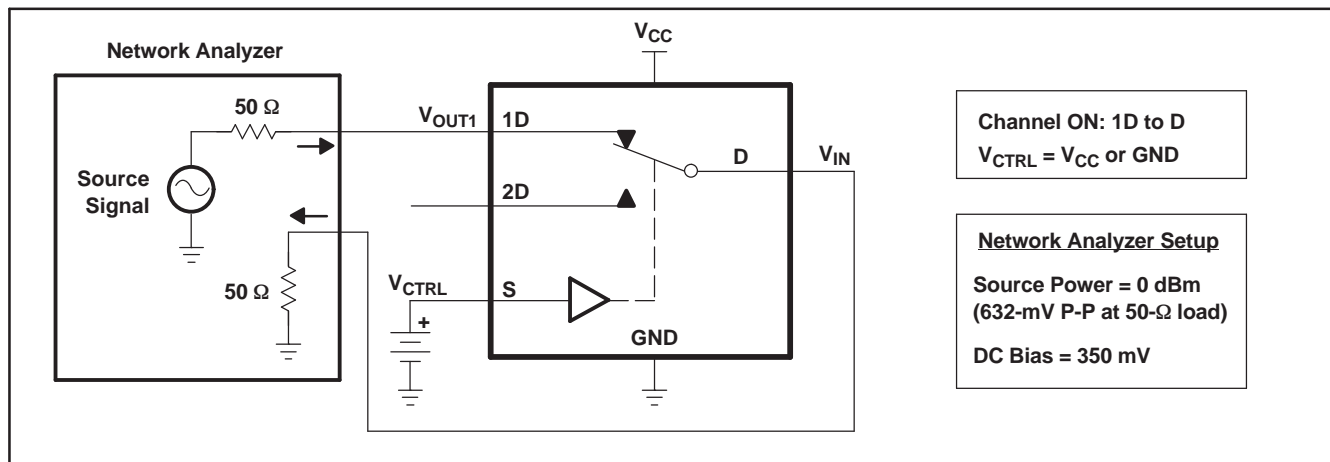 Network Analyzer
50 Ω
Source
Signal
50 Ω
VCC
VOUT1
1D
D
VIN
2D
VCTRL
S
+
GND
Channel ON: 1D to D
VCTRL = VCC or GND
Network Analyzer Setup
Source Power = 0 dBm
(632-mV P-P at 50-Ω load)
DC Bias = 350 mV